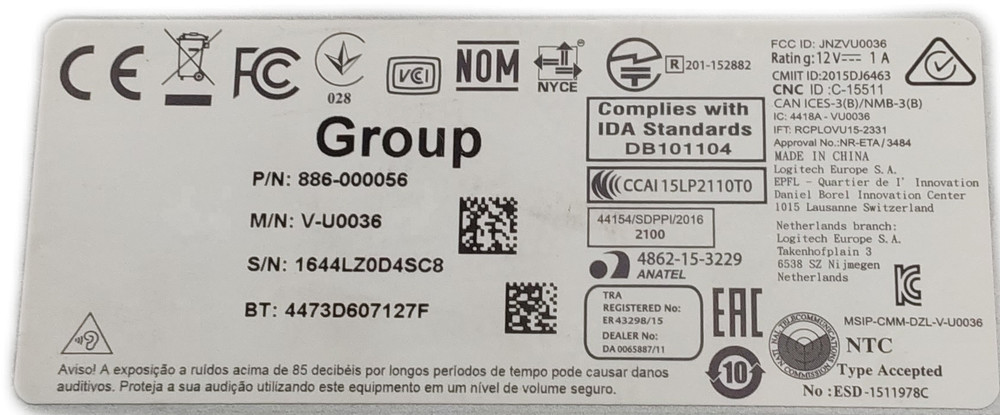 CE
FC
028
VCCI
NOM
NYCE
R 201-152882
FCC ID: JNZVU0036
Rating:12V⎓ 1 A
CMIIT ID:2015DJ6463
CNC ID :C-15511
CAN ICES-3(B)/NMB-3(B)
IC: 4418A - VU0036
IFT: RCPLOVU15-2331
Approval No.:NR-ETA/3484
MADE IN CHINA
Logitech Europe S.A.
EPFL - Quartier de l' Innovation
Daniel Borel Innovation Center
1015 Lausanne Switzerland
Netherlands branch:
Logitech Europe S.A.
Takenhofplain 3
6538 SZ Nijmegen
Netherlands
Complies with
IDA Standards
DB101104
CCAI15LP2110T0
44154/SDPPI/2016
2100
4862-15-3229
ANATEL
Group
P/N: 886-000056
M/N: V-U0036
S/N: 1644LZ0D4SC8
BT: 4473D607127F
TRA
REGISTERED No:
ER43298/15
DEALER No:
DA0065887/11
EAC
10
MSIP-CMM-DZL-V-U0036
NATIONAL TELECOMMUNICATIONS COMMISSION
NTC
Type Accepted
No :ESD-1511978C
Aviso! A exposição a ruídos acima de 85 decibéis por longos períodos de tempo pode causar danos
auditivos. Proteja a sua audição utilizando este equipamento em um nível de volume seguro.